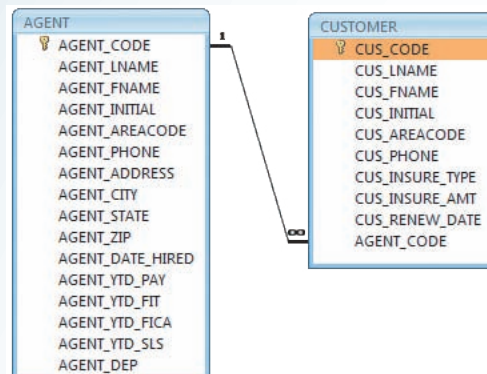 AGENT
AGENT_CODE
AGENT_LNAME
AGENT_FNAME
AGENT_INITIAL
AGENT_AREACODE
AGENT_PHONE
AGENT_ADDRESS
AGENT_CITY
AGENT_STATE
AGENT_ZIP
AGENT_DATE_HIRED
AGENT_YTD_PAY
AGENT_YTD_FIT
AGENT_YTD_FICA
AGENT_YTD_SLS
AGENT_DEP
1
∞
CUSTOMER
CUS_CODE
CUS_LNAME
CUS_FNAME
CUS_INITIAL
CUS_AREACODE
CUS_PHONE
CUS_INSURE_TYPE
CUS_INSURE_AMT
CUS_RENEW_DATE
AGENT_CODE